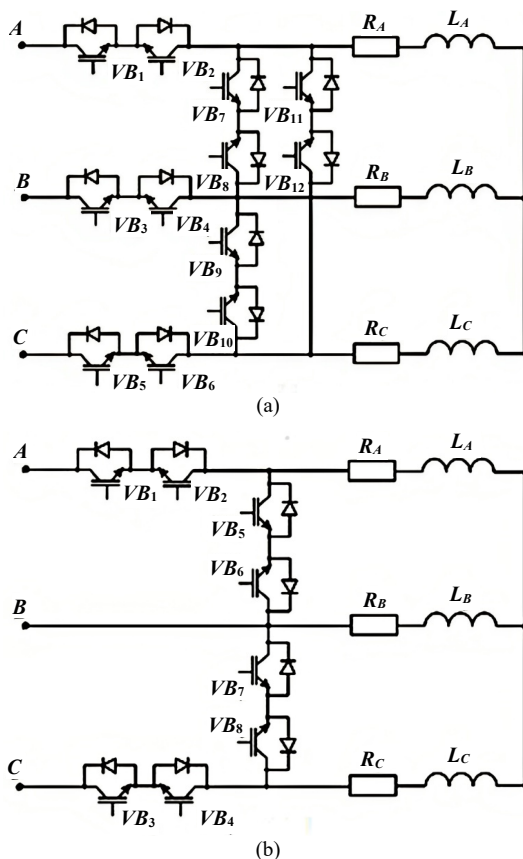 A
VB1
VB2
RA
LA
VB7
VB11
VB8
VB12
B
VB3
VB4
RB
LB
VB9
VB10
C
VB5
VB6
RC
LC
(a)
A
VB1
VB2
RA
LA
VB5
VB6
B
RB
LB
VB7
VB8
C
VB3
VB4
RC
LC
(b)